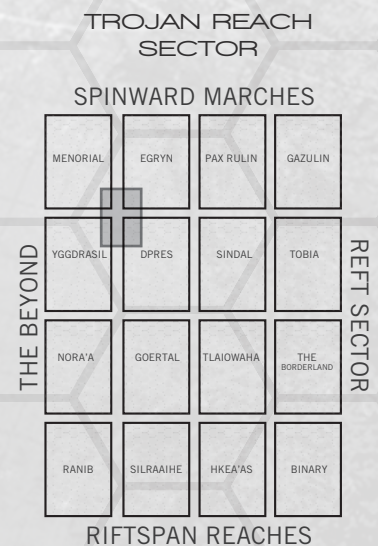 TROJAN REACH
SECTOR
SPINWARD MARCHES
MENORIAL EGRYN PAX RULIN GAZULIN
THE BEYOND
YGGDRASIL DPRES SINDAL TOBIA
REFT SECTOR
NORA'A GOERTAL TLAIOWAHA THE
BORDERLAND
RANIB SILRAAIHE HKEA'AS BINARY
RIFTSPAN REACHES